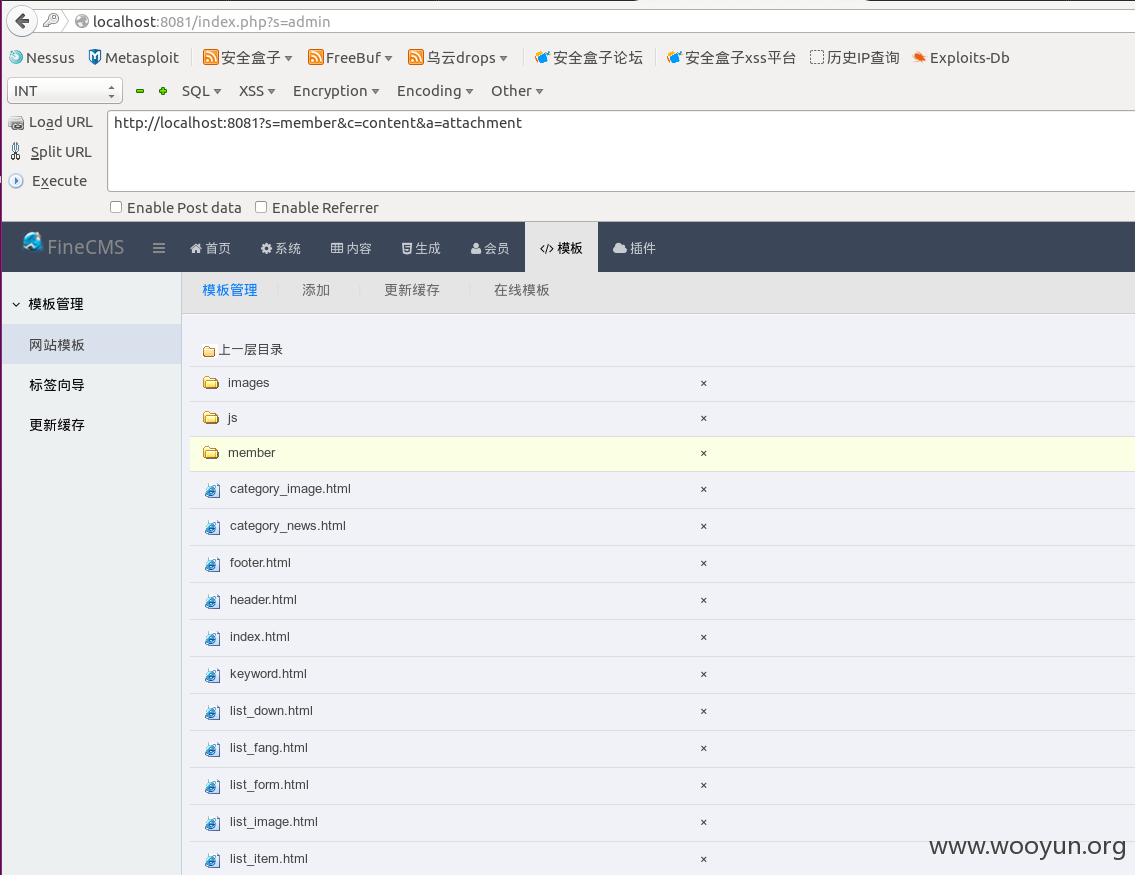 localhost:8081/index.php?s=admin
Nessus Metasploit 安全盒子 FreeBuf 乌云drops 安全盒子论坛 安全盒子xss平台 历史IP查询 Exploits-Db
INT SQL XSS Encryption Encoding Other
Load URL http://localhost:8081?s=member&c=content&a=attachment
Split URL
Execute
Enable Post data Enable Referrer
FineCMS 首页 系统 内容 生成 会员 模板 插件
模板管理 模板管理 添加 更新缓存 在线模板
网站模板
标签向导
更新缓存
上一层目录
images ×
js ×
member ×
category_image.html ×
category_news.html ×
footer.html ×
header.html ×
index.html ×
keyword.html ×
list_down.html ×
list_fang.html ×
list_form.html ×
list_image.html ×
list_item.html ×
www.wooyun.org